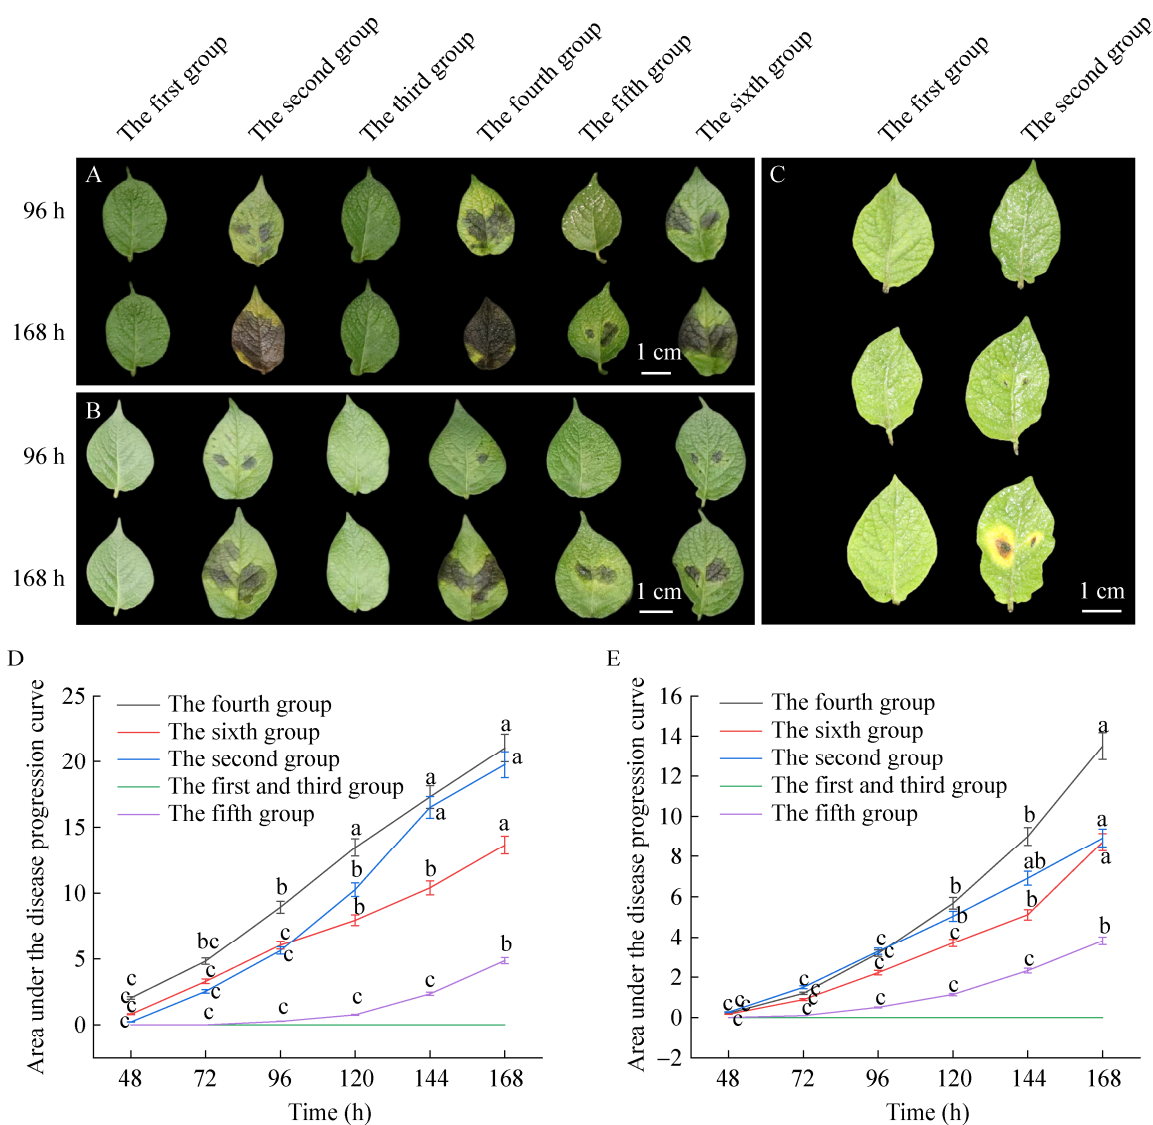 The first group
The second group
The third group
The fourth group
The fifth group
The sixth group
The first group
The second group
A
C
96 h
168 h
1 cm
B
96 h
168 h
1 cm
1 cm
D
Area under the disease progression curve
25
20
15
10
5
0
The fourth group
The sixth group
The second group
The first and third group
The fifth group
c
c
c
c
bc
c
c
c
b
c
c
c
a
b
b
c
a
a
b
c
a
a
a
b
48
72
96
120
144
168
Time (h)
E
Area under the disease progression curve
16
14
12
10
8
6
4
2
0
−2
The fourth group
The sixth group
The second group
The first and third group
The fifth group
c
c
c
c
c
c
c
c
c
c
c
c
b
b
c
c
b
ab
b
c
a
a
a
b
48
72
96
120
144
168
Time (h)